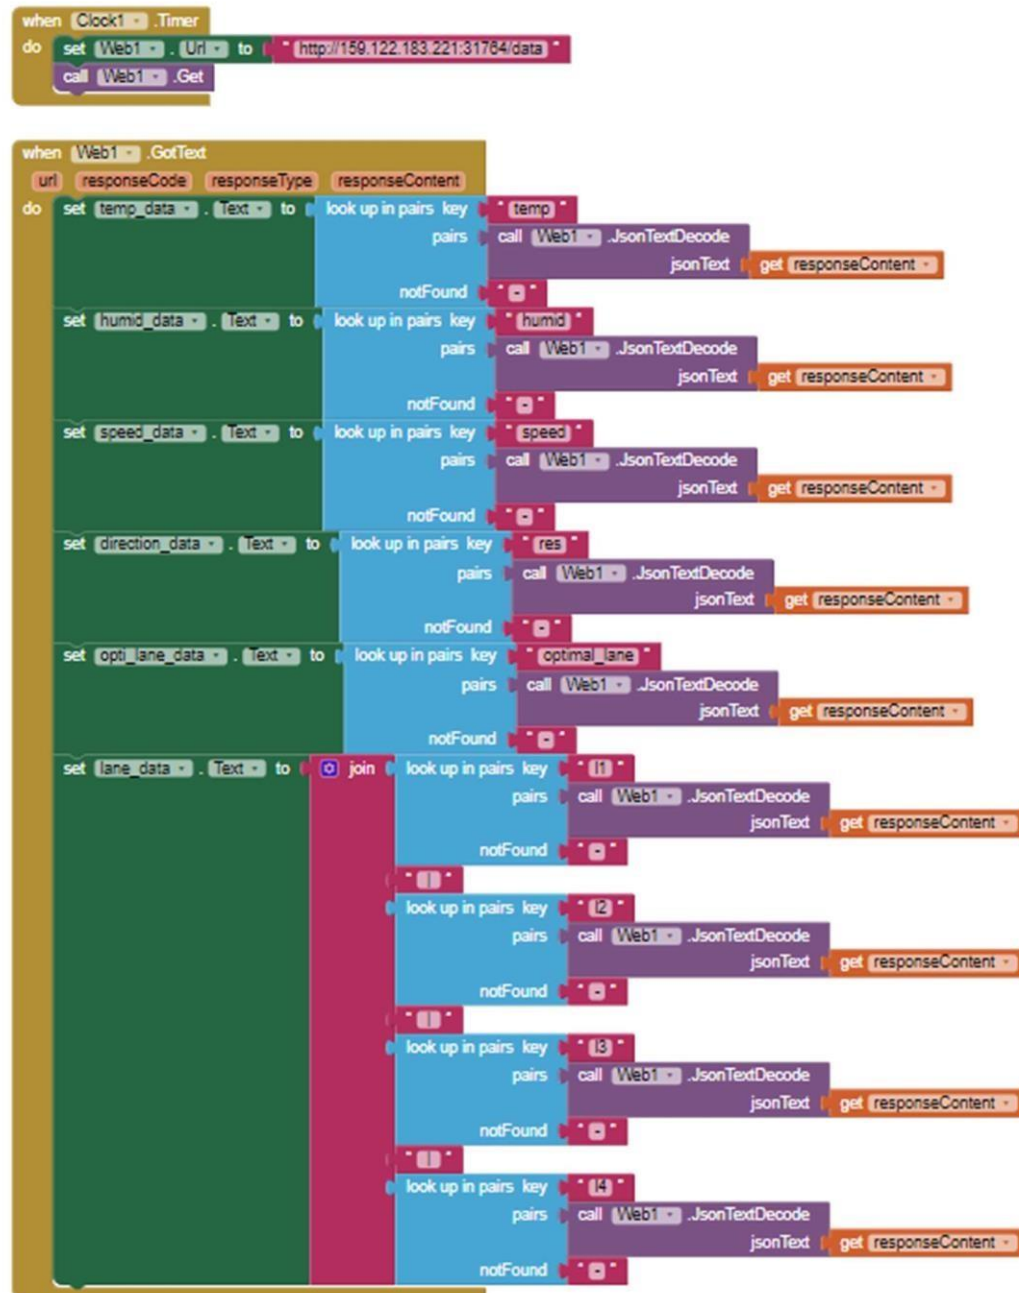 when Clock1 .Timer
do set Web1 . Url to " http://159.122.183.221:31764/data "
call Web1 .Get
when Web1 .GotText
url responseCode responseType responseContent
do set temp_data . Text to look up in pairs key " temp "
pairs call Web1 .JsonTextDecode
jsonText get responseContent
notFound " - "
set humid_data . Text to look up in pairs key " humid "
pairs call Web1 .JsonTextDecode
jsonText get responseContent
notFound " - "
set speed_data . Text to look up in pairs key " speed "
pairs call Web1 .JsonTextDecode
jsonText get responseContent
notFound " - "
set direction_data . Text to look up in pairs key " res "
pairs call Web1 .JsonTextDecode
jsonText get responseContent
notFound " - "
set opti_lane_data . Text to look up in pairs key " optimal_lane "
pairs call Web1 .JsonTextDecode
jsonText get responseContent
notFound " - "
set lane_data . Text to join look up in pairs key " l1 "
pairs call Web1 .JsonTextDecode
jsonText get responseContent
notFound " - "
" | "
look up in pairs key " l2 "
pairs call Web1 .JsonTextDecode
jsonText get responseContent
notFound " - "
" | "
look up in pairs key " l3 "
pairs call Web1 .JsonTextDecode
jsonText get responseContent
notFound " - "
" | "
look up in pairs key " l4 "
pairs call Web1 .JsonTextDecode
jsonText get responseContent
notFound " - "